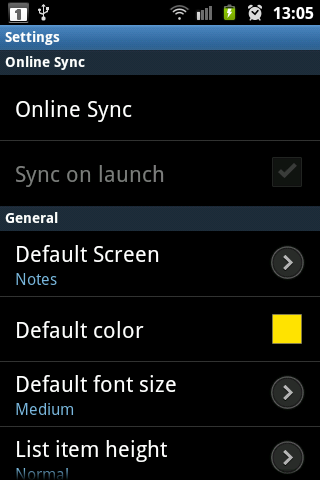 1
13:05
Settings
Online Sync
Online Sync
Sync on launch
General
Default Screen
Notes
Default color
Default font size
Medium
List item height
Normal